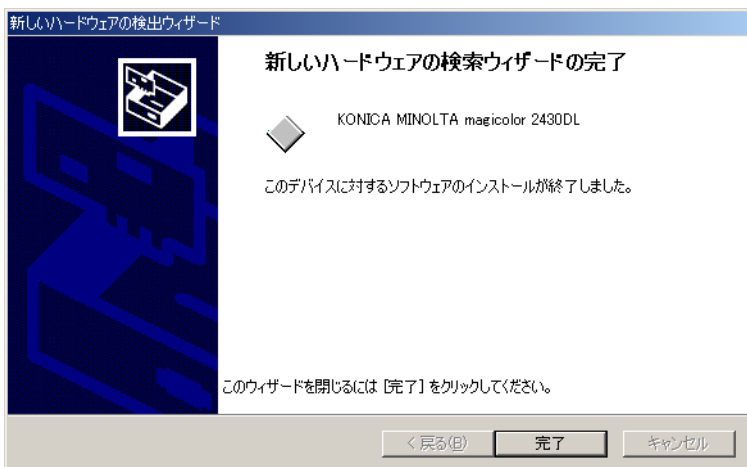 新しいハードウェアの検出ウィザード
新しいハードウェアの検索ウィザードの完了
KONICA MINOLTA magicolor 2430DL
このデバイスに対するソフトウェアのインストールが終了しました。
このウィザードを閉じるには [完了] をクリックしてください。
< 戻る(B)
完了
キャンセル